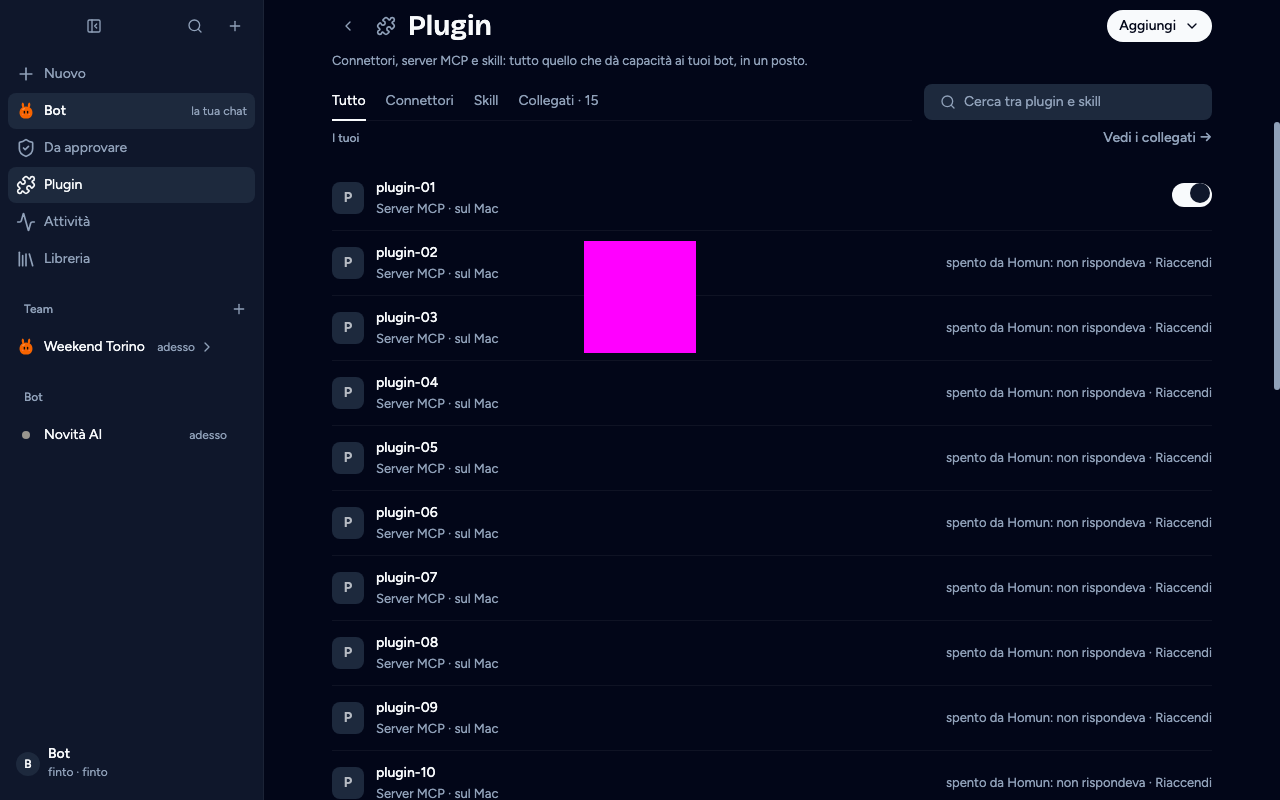 Plugin
Aggiungi
Connettori, server MCP e skill: tutto quello che dà capacità ai tuoi bot, in un posto.
Tutto
Connettori
Skill
Collegati · 15
Cerca tra plugin e skill
I tuoi
Vedi i collegati →
Nuovo
Bot
la tua chat
Da approvare
Plugin
Attività
Libreria
Team
Weekend Torino
adesso
Bot
Novità AI
adesso
B
Bot
finto · finto
P
plugin-01
Server MCP · sul Mac
P
plugin-02
Server MCP · sul Mac
spento da Homun: non rispondeva · Riaccendi
P
plugin-03
Server MCP · sul Mac
spento da Homun: non rispondeva · Riaccendi
P
plugin-04
Server MCP · sul Mac
spento da Homun: non rispondeva · Riaccendi
P
plugin-05
Server MCP · sul Mac
spento da Homun: non rispondeva · Riaccendi
P
plugin-06
Server MCP · sul Mac
spento da Homun: non rispondeva · Riaccendi
P
plugin-07
Server MCP · sul Mac
spento da Homun: non rispondeva · Riaccendi
P
plugin-08
Server MCP · sul Mac
spento da Homun: non rispondeva · Riaccendi
P
plugin-09
Server MCP · sul Mac
spento da Homun: non rispondeva · Riaccendi
P
plugin-10
Server MCP · sul Mac
spento da Homun: non rispondeva · Riaccendi